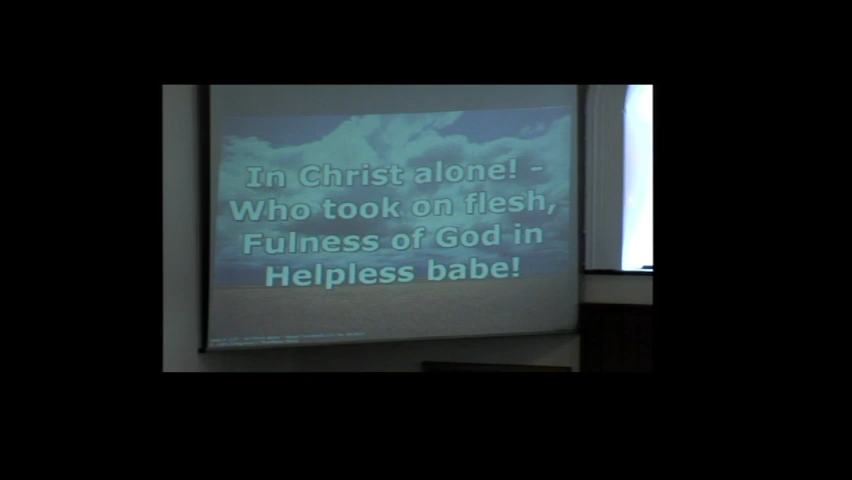 In Christ alone! -
Who took on flesh,
Fulness of God in
Helpless babe!